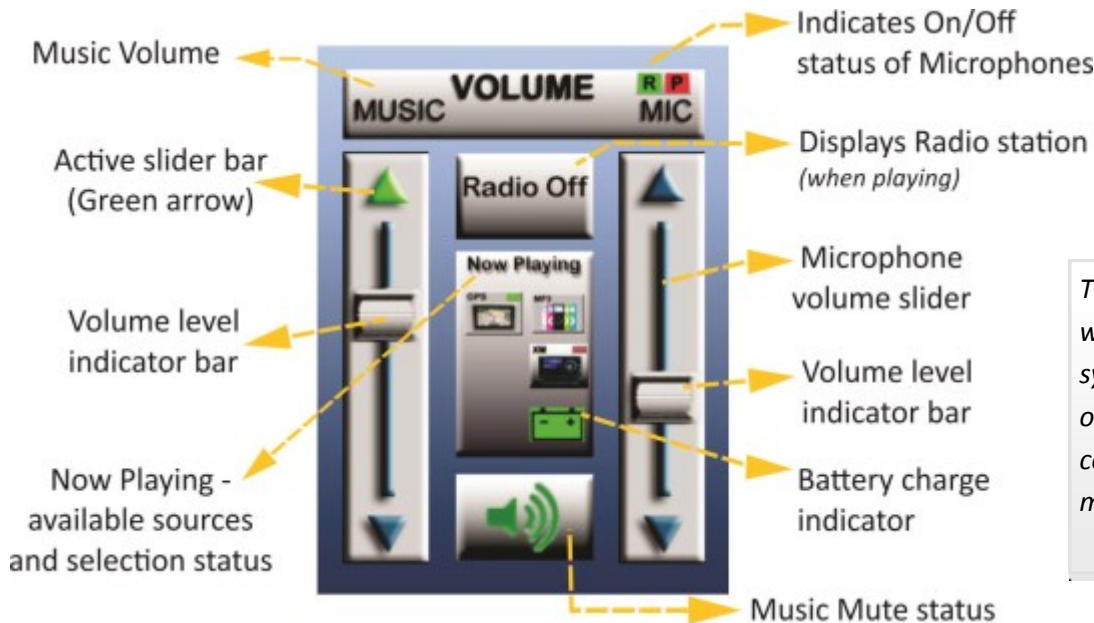 Music Volume
Active slider bar
(Green arrow)
Volume level
indicator bar
Now Playing -
available sources
and selection status
VOLUME
R P
MUSIC
MIC
Radio Off
Now Playing
GPS
MP3
XM
- +
Indicates On/Off
status of Microphones
Displays Radio station
(when playing)
Microphone
volume slider
Volume level
indicator bar
Battery charge
indicator
Music Mute status